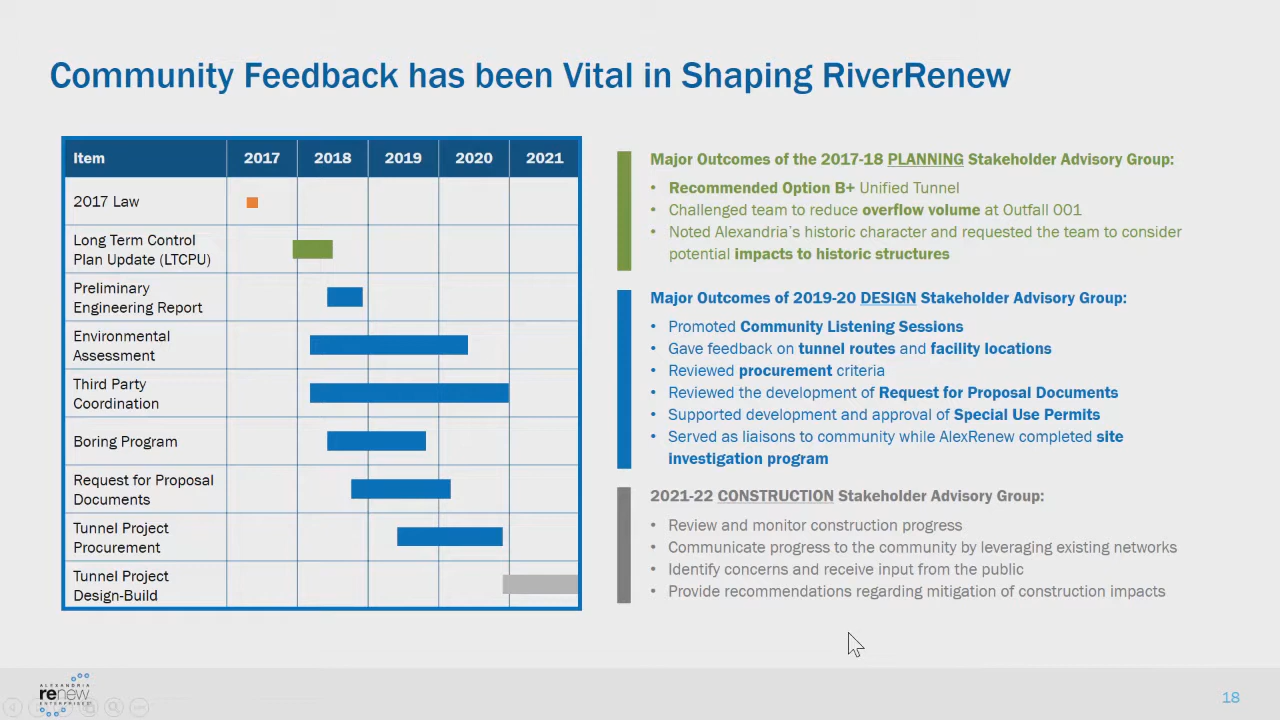 Community Feedback has been Vital in Shaping RiverRenew
Item 2017 2018 2019 2020 2021
2017 Law
Long Term Control
Plan Update (LTCPU)
Preliminary
Engineering Report
Environmental
Assessment
Third Party
Coordination
Boring Program
Request for Proposal
Documents
Tunnel Project
Procurement
Tunnel Project
Design-Build
Major Outcomes of the 2017-18 PLANNING Stakeholder Advisory Group:
• Recommended Option B+ Unified Tunnel
• Challenged team to reduce overflow volume at Outfall 001
• Noted Alexandria's historic character and requested the team to consider
potential impacts to historic structures
Major Outcomes of 2019-20 DESIGN Stakeholder Advisory Group:
• Promoted Community Listening Sessions
• Gave feedback on tunnel routes and facility locations
• Reviewed procurement criteria
• Reviewed the development of Request for Proposal Documents
• Supported development and approval of Special Use Permits
• Served as liaisons to community while AlexRenew completed site
investigation program
2021-22 CONSTRUCTION Stakeholder Advisory Group:
• Review and monitor construction progress
• Communicate progress to the community by leveraging existing networks
• Identify concerns and receive input from the public
• Provide recommendations regarding mitigation of construction impacts
ALEXANDRIA
renew
ENTERPRISES
18